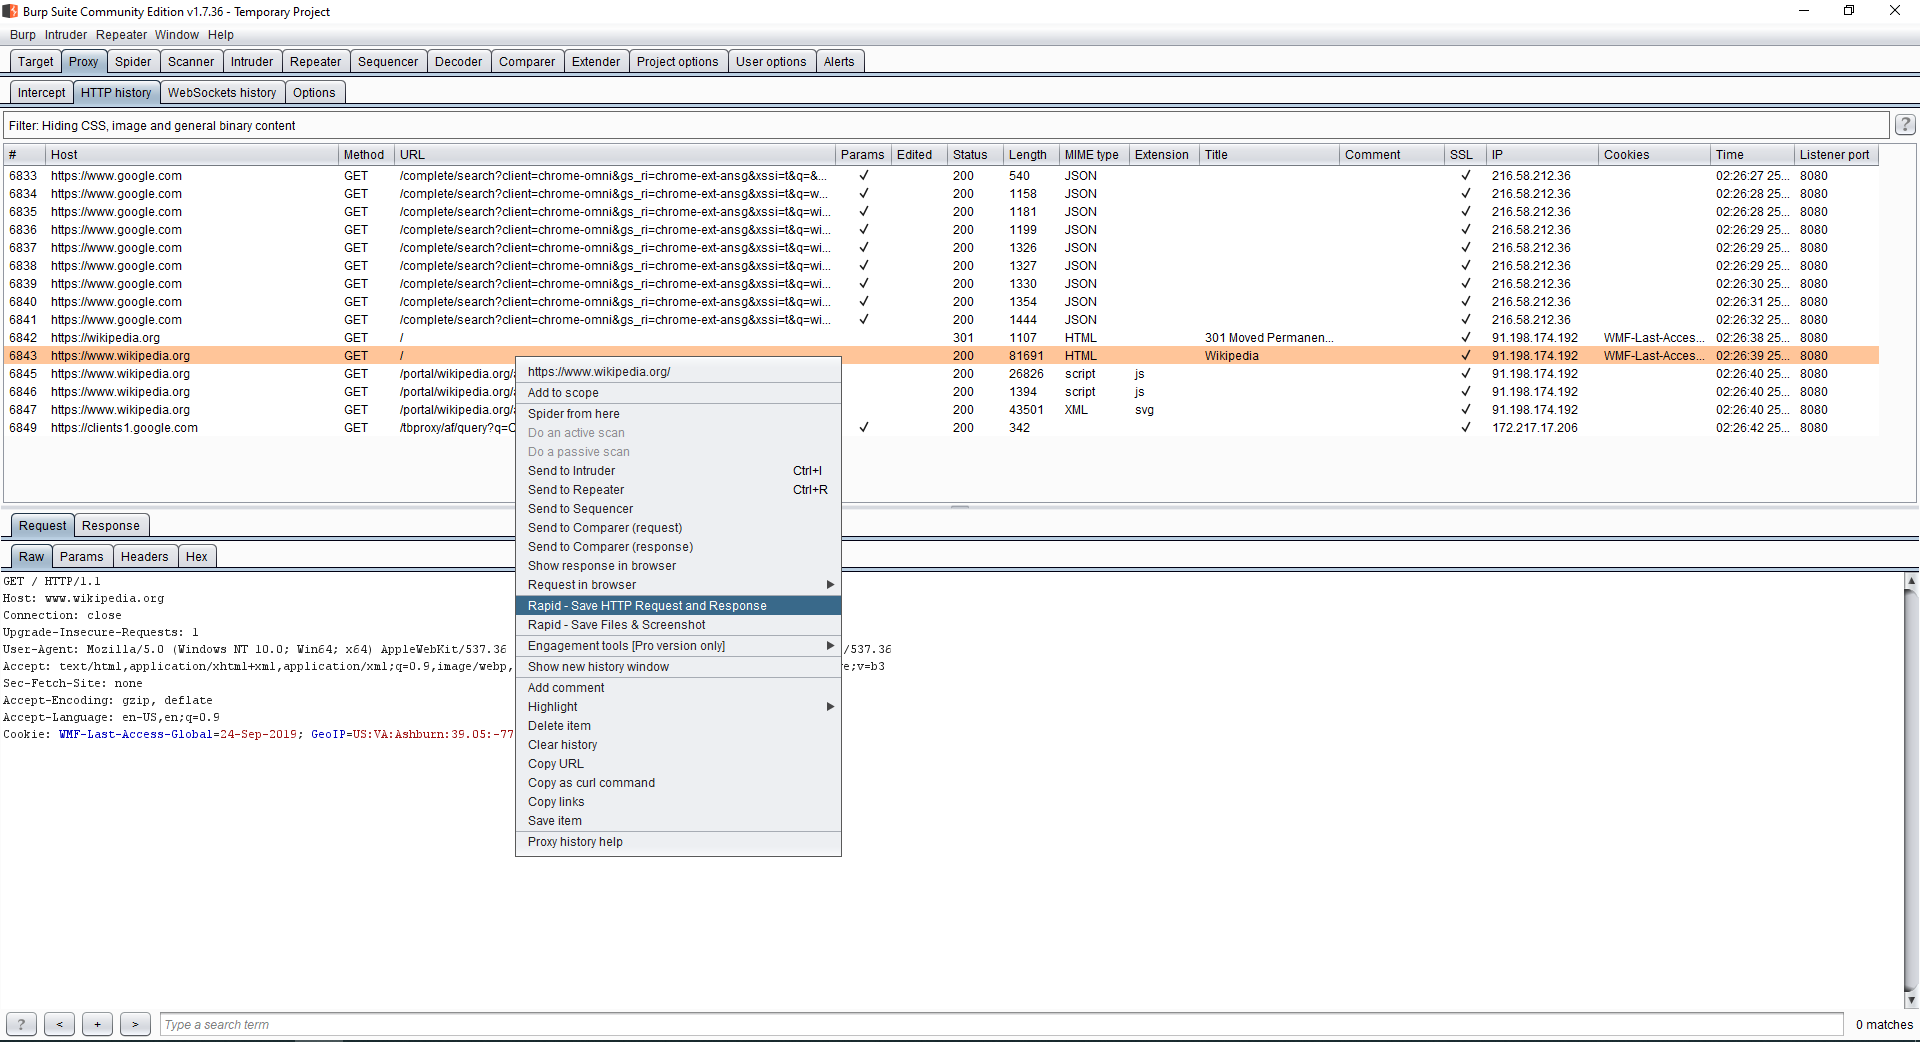 Burp Suite Community Edition v1.7.36 - Temporary Project
Burp Intruder Repeater Window Help
Target Proxy Spider Scanner Intruder Repeater Sequencer Decoder Comparer Extender Project options User options Alerts
Intercept HTTP history WebSockets history Options
Filter: Hiding CSS, image and general binary content ?
# Host Method URL Params Edited Status Length MIME type Extension Title Comment SSL IP Cookies Time Listener port
6833 https://www.google.com GET /complete/search?client=chrome-omni&gs_ri=chrome-ext-ansg&xssi=t&q=&... ✓ 200 540 JSON ✓ 216.58.212.36 02:26:27 25... 8080
6834 https://www.google.com GET /complete/search?client=chrome-omni&gs_ri=chrome-ext-ansg&xssi=t&q=w... ✓ 200 1158 JSON ✓ 216.58.212.36 02:26:28 25... 8080
6835 https://www.google.com GET /complete/search?client=chrome-omni&gs_ri=chrome-ext-ansg&xssi=t&q=wi... ✓ 200 1181 JSON ✓ 216.58.212.36 02:26:28 25... 8080
6836 https://www.google.com GET /complete/search?client=chrome-omni&gs_ri=chrome-ext-ansg&xssi=t&q=wi... ✓ 200 1199 JSON ✓ 216.58.212.36 02:26:29 25... 8080
6837 https://www.google.com GET /complete/search?client=chrome-omni&gs_ri=chrome-ext-ansg&xssi=t&q=wi... ✓ 200 1326 JSON ✓ 216.58.212.36 02:26:29 25... 8080
6838 https://www.google.com GET /complete/search?client=chrome-omni&gs_ri=chrome-ext-ansg&xssi=t&q=wi... ✓ 200 1327 JSON ✓ 216.58.212.36 02:26:29 25... 8080
6839 https://www.google.com GET /complete/search?client=chrome-omni&gs_ri=chrome-ext-ansg&xssi=t&q=wi... ✓ 200 1330 JSON ✓ 216.58.212.36 02:26:30 25... 8080
6840 https://www.google.com GET /complete/search?client=chrome-omni&gs_ri=chrome-ext-ansg&xssi=t&q=wi... ✓ 200 1354 JSON ✓ 216.58.212.36 02:26:31 25... 8080
6841 https://www.google.com GET /complete/search?client=chrome-omni&gs_ri=chrome-ext-ansg&xssi=t&q=wi... ✓ 200 1444 JSON ✓ 216.58.212.36 02:26:32 25... 8080
6842 https://wikipedia.org GET / 301 1107 HTML 301 Moved Permanen... ✓ 91.198.174.192 WMF-Last-Acces... 02:26:38 25... 8080
6843 https://www.wikipedia.org GET / 200 81691 HTML Wikipedia ✓ 91.198.174.192 WMF-Last-Acces... 02:26:39 25... 8080
6845 https://www.wikipedia.org GET /portal/wikipedia.org/a 200 26826 script js ✓ 91.198.174.192 02:26:40 25... 8080
6846 https://www.wikipedia.org GET /portal/wikipedia.org/a 200 1394 script js ✓ 91.198.174.192 02:26:40 25... 8080
6847 https://www.wikipedia.org GET /portal/wikipedia.org/a 200 43501 XML svg ✓ 91.198.174.192 02:26:40 25... 8080
6849 https://clients1.google.com GET /tbproxy/af/query?q=C ✓ 200 342 ✓ 172.217.17.206 02:26:42 25... 8080
https://www.wikipedia.org/
Add to scope
Spider from here
Do an active scan
Do a passive scan
Send to Intruder Ctrl+I
Send to Repeater Ctrl+R
Send to Sequencer
Send to Comparer (request)
Send to Comparer (response)
Show response in browser
Request in browser
Rapid - Save HTTP Request and Response
Rapid - Save Files & Screenshot
Engagement tools [Pro version only]
Show new history window
Add comment
Highlight
Delete item
Clear history
Copy URL
Copy as curl command
Copy links
Save item
Proxy history help
Request Response
Raw Params Headers Hex
GET / HTTP/1.1
Host: www.wikipedia.org
Connection: close
Upgrade-Insecure-Requests: 1
User-Agent: Mozilla/5.0 (Windows NT 10.0; Win64; x64) AppleWebKit/537.36 /537.36
Accept: text/html,application/xhtml+xml,application/xml;q=0.9,image/webp, e;v=b3
Sec-Fetch-Site: none
Accept-Encoding: gzip, deflate
Accept-Language: en-US,en;q=0.9
Cookie: WMF-Last-Access-Global=24-Sep-2019; GeoIP=US:VA:Ashburn:39.05:-77
? < + > Type a search term 0 matches